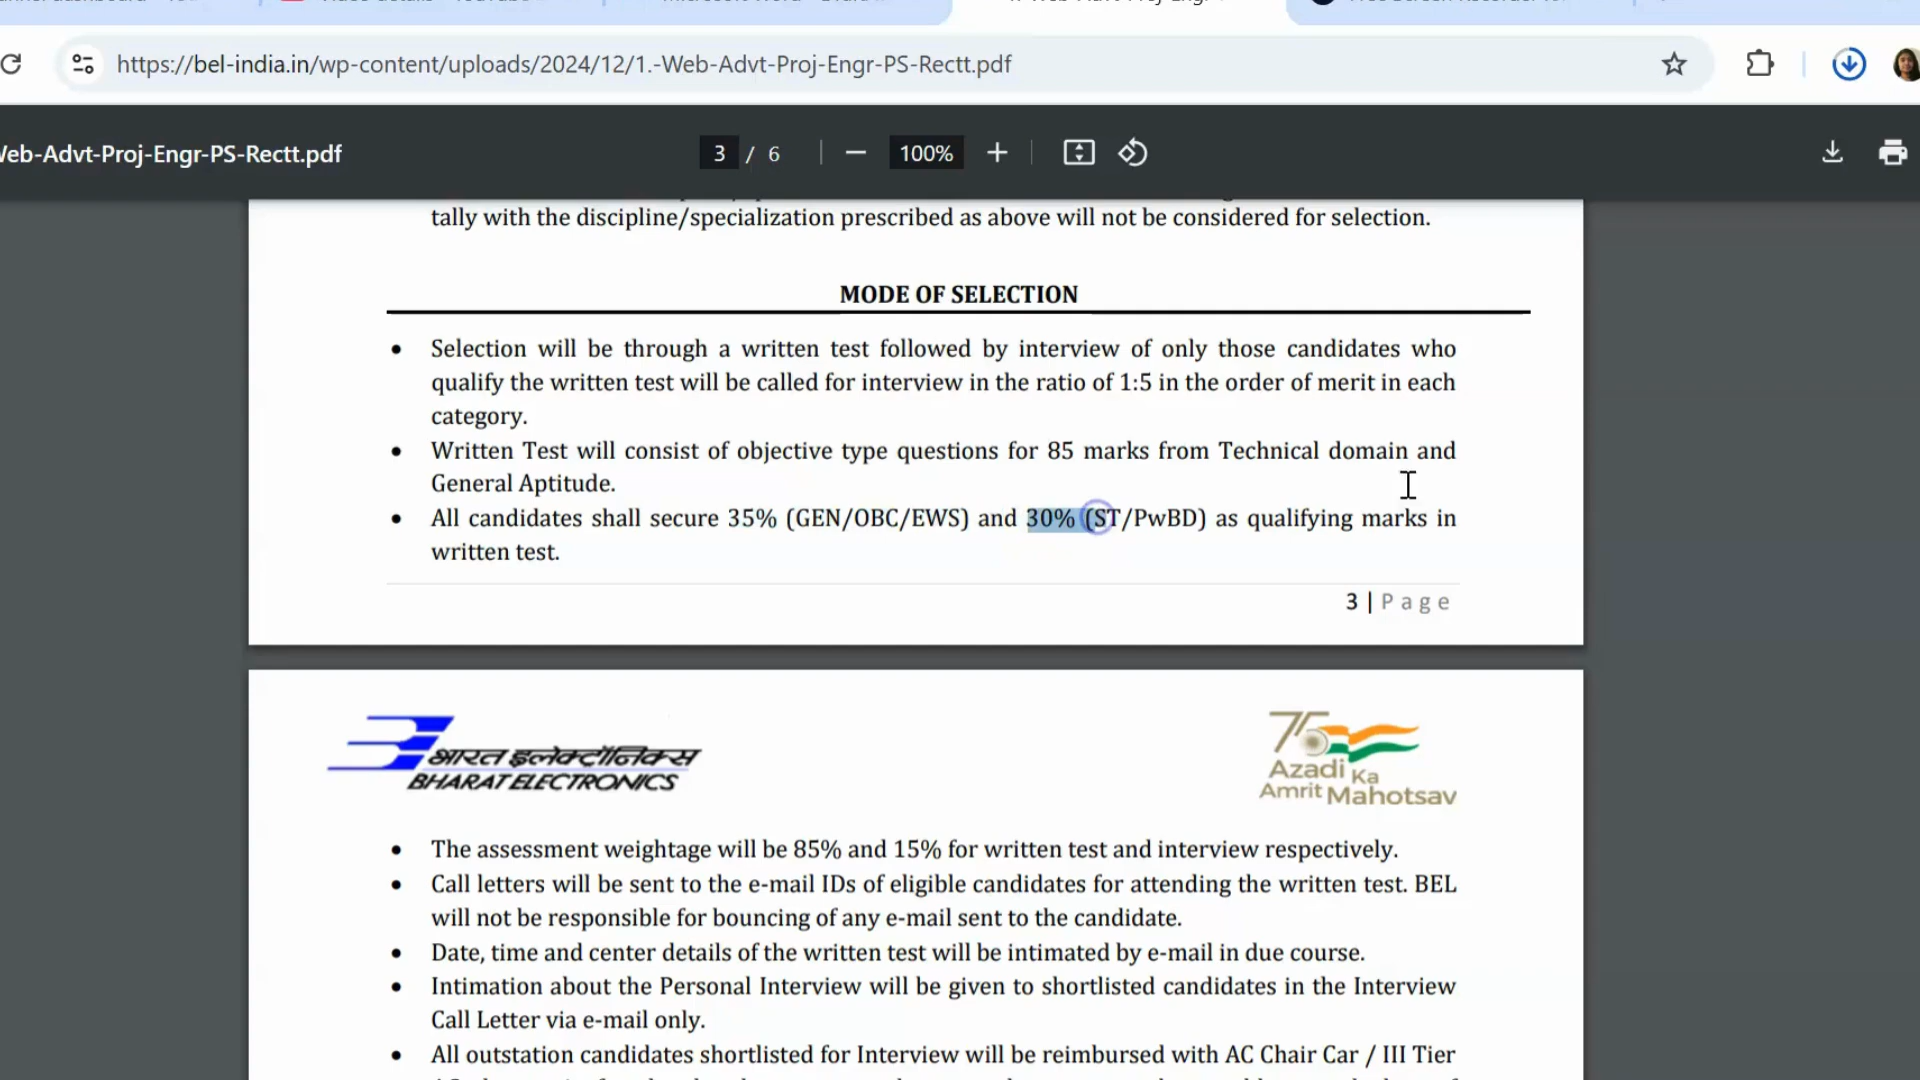 https://bel-india.in/wp-content/uploads/2024/12/1.-Web-Advt-Proj-Engr-PS-Rectt.pdf
Web-Advt-Proj-Engr-PS-Rectt.pdf
3 / 6
100%
tally with the discipline/specialization prescribed as above will not be considered for selection.
MODE OF SELECTION
• Selection will be through a written test followed by interview of only those candidates who
qualify the written test will be called for interview in the ratio of 1:5 in the order of merit in each
category.
• Written Test will consist of objective type questions for 85 marks from Technical domain and
General Aptitude.
• All candidates shall secure 35% (GEN/OBC/EWS) and 30% (ST/PwBD) as qualifying marks in
written test.
3 | Page
भारत इलेक्ट्रॉनिक्स
BHARAT ELECTRONICS
75
Azadi Ka
Amrit Mahotsav
• The assessment weightage will be 85% and 15% for written test and interview respectively.
• Call letters will be sent to the e-mail IDs of eligible candidates for attending the written test. BEL
will not be responsible for bouncing of any e-mail sent to the candidate.
• Date, time and center details of the written test will be intimated by e-mail in due course.
• Intimation about the Personal Interview will be given to shortlisted candidates in the Interview
Call Letter via e-mail only.
• All outstation candidates shortlisted for Interview will be reimbursed with AC Chair Car / III Tier